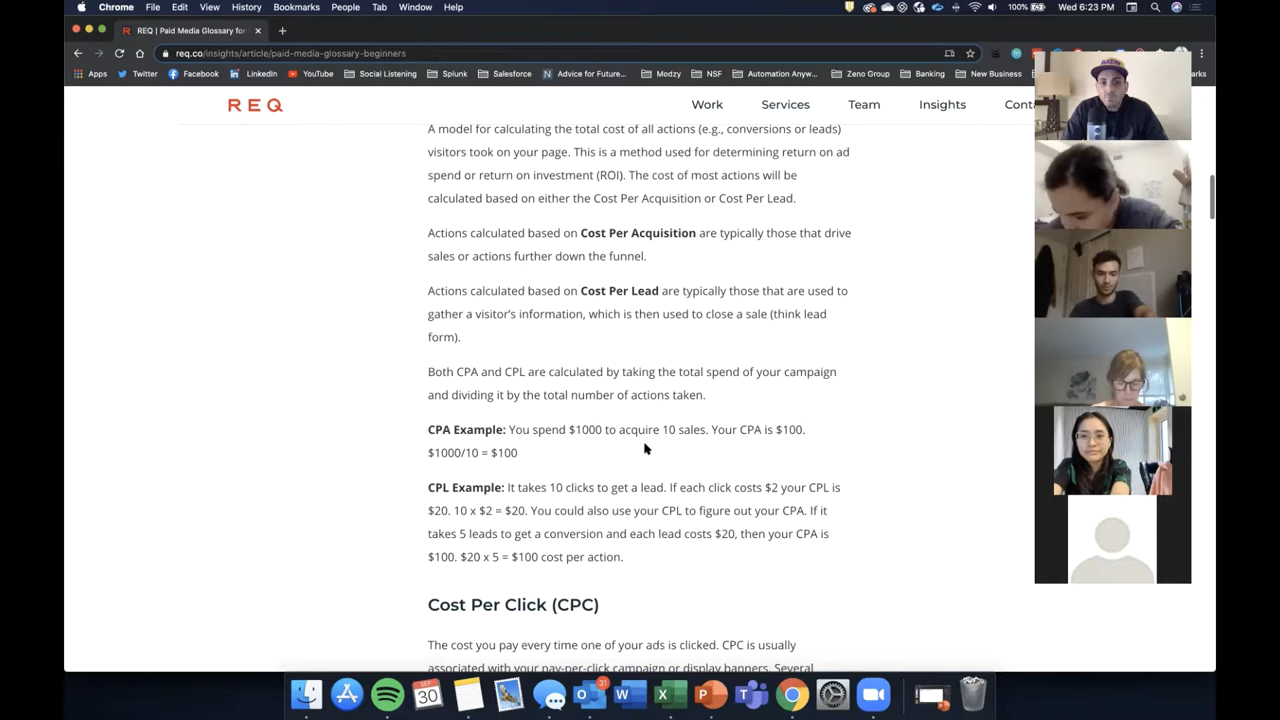 Chrome File Edit View History Bookmarks People Tab Window Help
100% Wed 6:23 PM
REQ | Paid Media Glossary for
req.co/insights/article/paid-media-glossary-beginners
Apps Twitter Facebook LinkedIn YouTube Social Listening Splunk Salesforce Advice for Future... Modzy NSF Automation Anyw... Zeno Group Banking New Business
REQ Work Services Team Insights
A model for calculating the total cost of all actions (e.g., conversions or leads)
visitors took on your page. This is a method used for determining return on ad
spend or return on investment (ROI). The cost of most actions will be
calculated based on either the Cost Per Acquisition or Cost Per Lead.
Actions calculated based on Cost Per Acquisition are typically those that drive
sales or actions further down the funnel.
Actions calculated based on Cost Per Lead are typically those that are used to
gather a visitor's information, which is then used to close a sale (think lead
form).
Both CPA and CPL are calculated by taking the total spend of your campaign
and dividing it by the total number of actions taken.
CPA Example: You spend $1000 to acquire 10 sales. Your CPA is $100.
$1000/10 = $100
CPL Example: It takes 10 clicks to get a lead. If each click costs $2 your CPL is
$20. 10 x $2 = $20. You could also use your CPL to figure out your CPA. If it
takes 5 leads to get a conversion and each lead costs $20, then your CPA is
$100. $20 x 5 = $100 cost per action.
Cost Per Click (CPC)
The cost you pay every time one of your ads is clicked. CPC is usually
associated with your pay-per-click campaign or display banners. Several
SEP
30
31